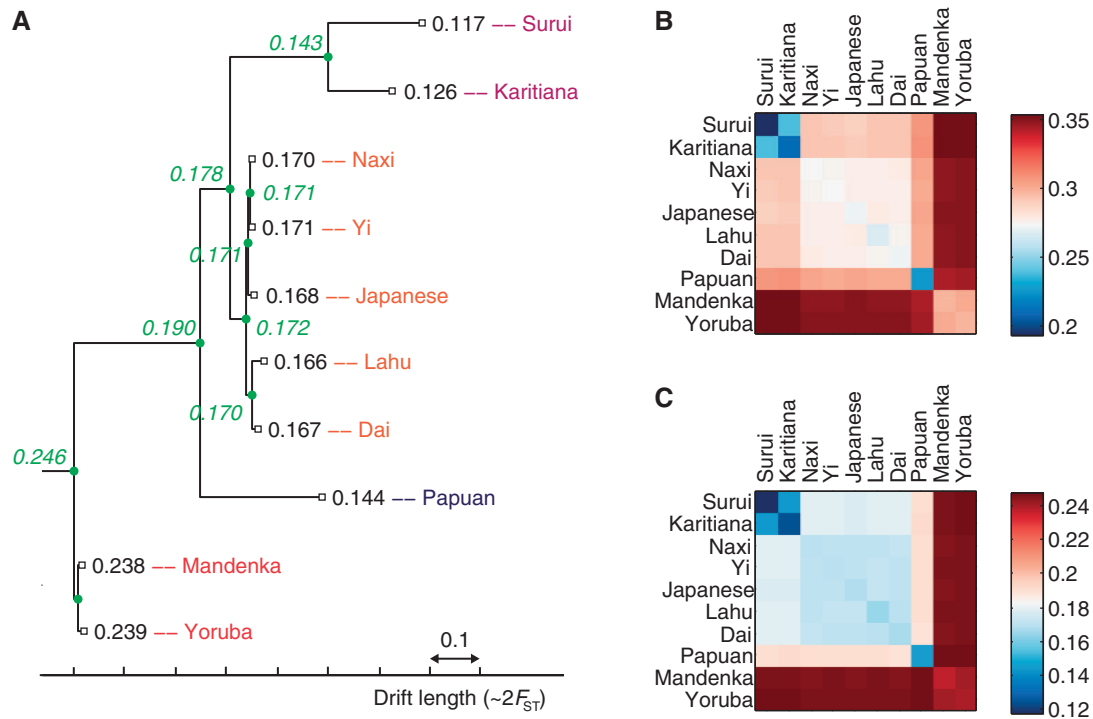 A
0.143
0.117 −− Surui
0.126 −− Karitiana
0.178
0.170 −− Naxi
0.171
0.171 −− Yi
0.171
0.168 −− Japanese
0.190
0.172
0.166 −− Lahu
0.170
0.167 −− Dai
0.246
0.144 −− Papuan
0.238 −− Mandenka
0.239 −− Yoruba
0.1
Drift length (~2FST)
B
Surui
Karitiana
Naxi
Yi
Japanese
Lahu
Dai
Papuan
Mandenka
Yoruba
Surui
Karitiana
Naxi
Yi
Japanese
Lahu
Dai
Papuan
Mandenka
Yoruba
0.35
0.3
0.25
0.2
C
Surui
Karitiana
Naxi
Yi
Japanese
Lahu
Dai
Papuan
Mandenka
Yoruba
Surui
Karitiana
Naxi
Yi
Japanese
Lahu
Dai
Papuan
Mandenka
Yoruba
0.24
0.22
0.2
0.18
0.16
0.14
0.12